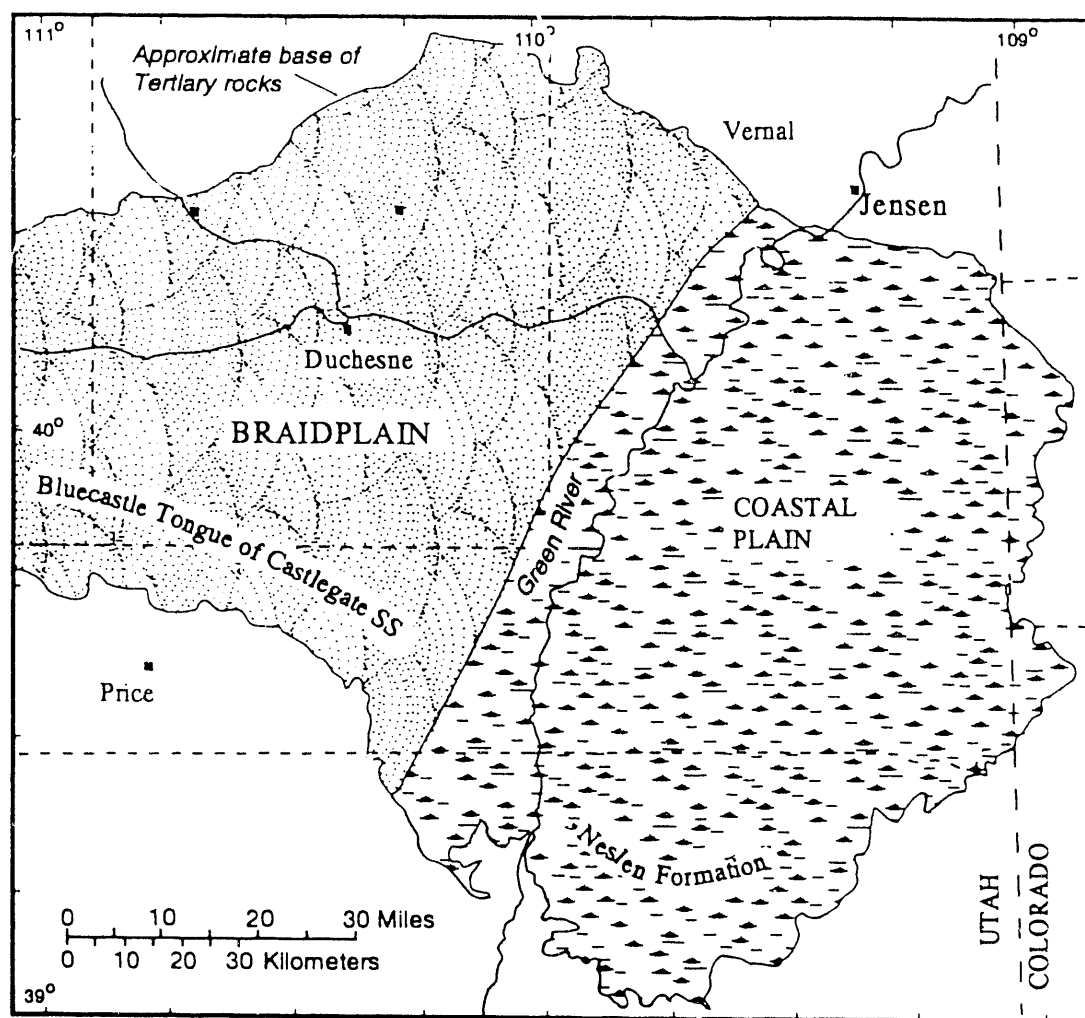 111°
110°
109°
Approximate base of
Tertiary rocks
Vernal
Jensen
Duchesne
40°
BRAIDPLAIN
Bluecastle Tongue of Castlegate SS
Green River
COASTAL
PLAIN
Price
Neslen Formation
UTAH
COLORADO
0 10 20 30 Miles
0 10 20 30 Kilometers
39°